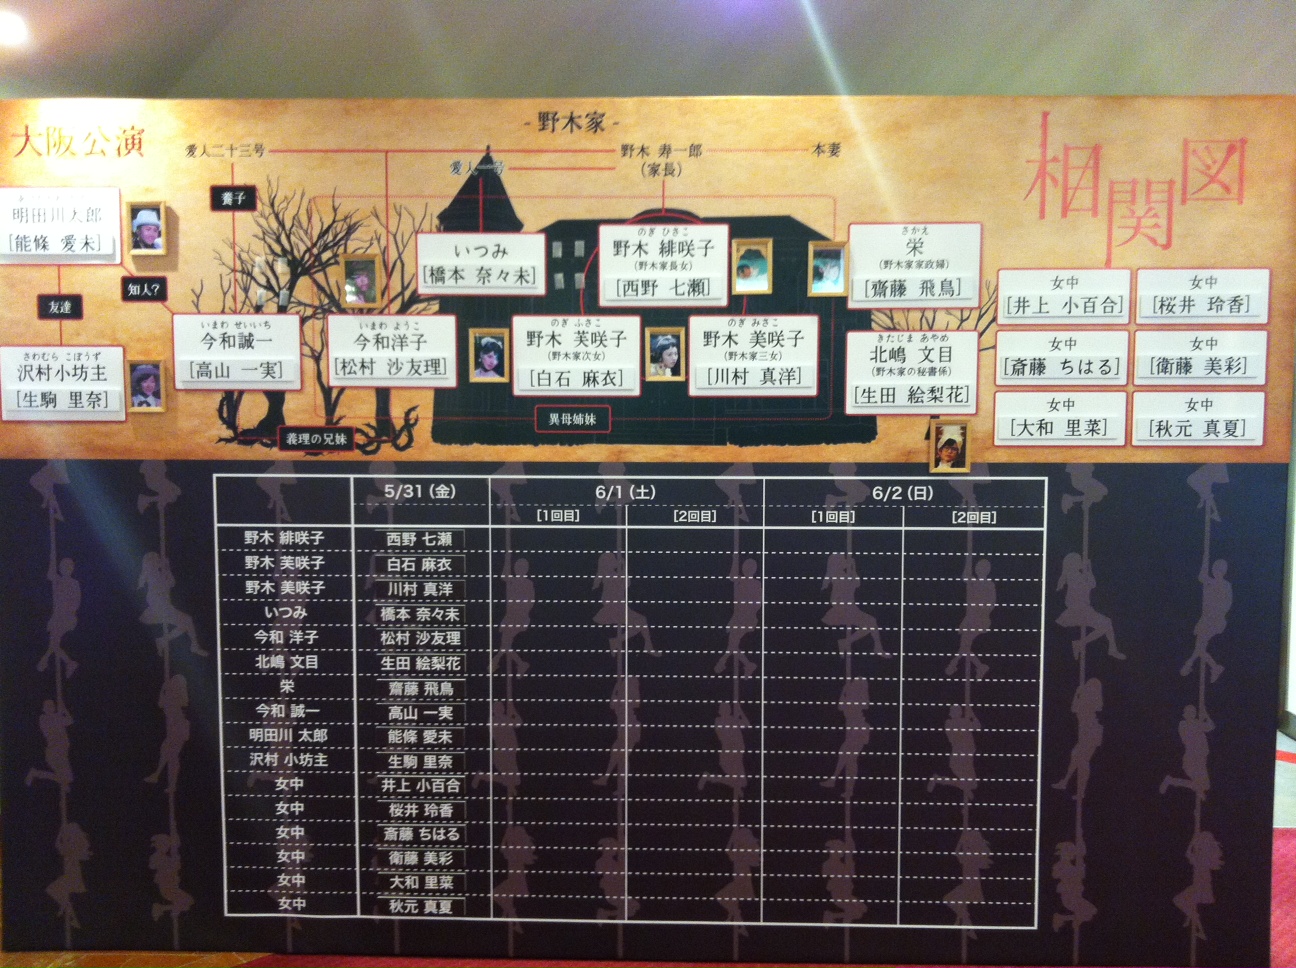 大阪公演
- 野木家 -
相関図
愛人二十三号
野木 寿一郎
(家長)
本妻
愛人一号
養子
明田川太郎
[能條 愛未]
知人?
友達
さわむら こぼうず
沢村小坊主
[生駒 里奈]
いまわ せいいち
今和誠一
[高山 一実]
いまわ ようこ
今和洋子
[松村 沙友理]
義理の兄妹
いつみ
[橋本 奈々未]
のぎ ひさこ
野木 緋咲子
(野木家長女)
[西野 七瀬]
のぎ ふさこ
野木 芙咲子
(野木家次女)
[白石 麻衣]
のぎ みさこ
野木 美咲子
(野木家三女)
[川村 真洋]
異母姉妹
さかえ
栄
(野木家家政婦)
[齋藤 飛鳥]
きたじま あやめ
北嶋 文目
(野木家の秘書係)
[生田 絵梨花]
女中
[井上 小百合]
女中
[桜井 玲香]
女中
[斎藤 ちはる]
女中
[衛藤 美彩]
女中
[大和 里菜]
女中
[秋元 真夏]
5/31 (金) 6/1 (土) 6/2 (日)
[1回目] [2回目] [1回目] [2回目]
野木 緋咲子 西野 七瀬
野木 芙咲子 白石 麻衣
野木 美咲子 川村 真洋
いつみ 橋本 奈々未
今和 洋子 松村 沙友理
北嶋 文目 生田 絵梨花
栄 齋藤 飛鳥
今和 誠一 高山 一実
明田川 太郎 能條 愛未
沢村 小坊主 生駒 里奈
女中 井上 小百合
女中 桜井 玲香
女中 斎藤 ちはる
女中 衛藤 美彩
女中 大和 里菜
女中 秋元 真夏